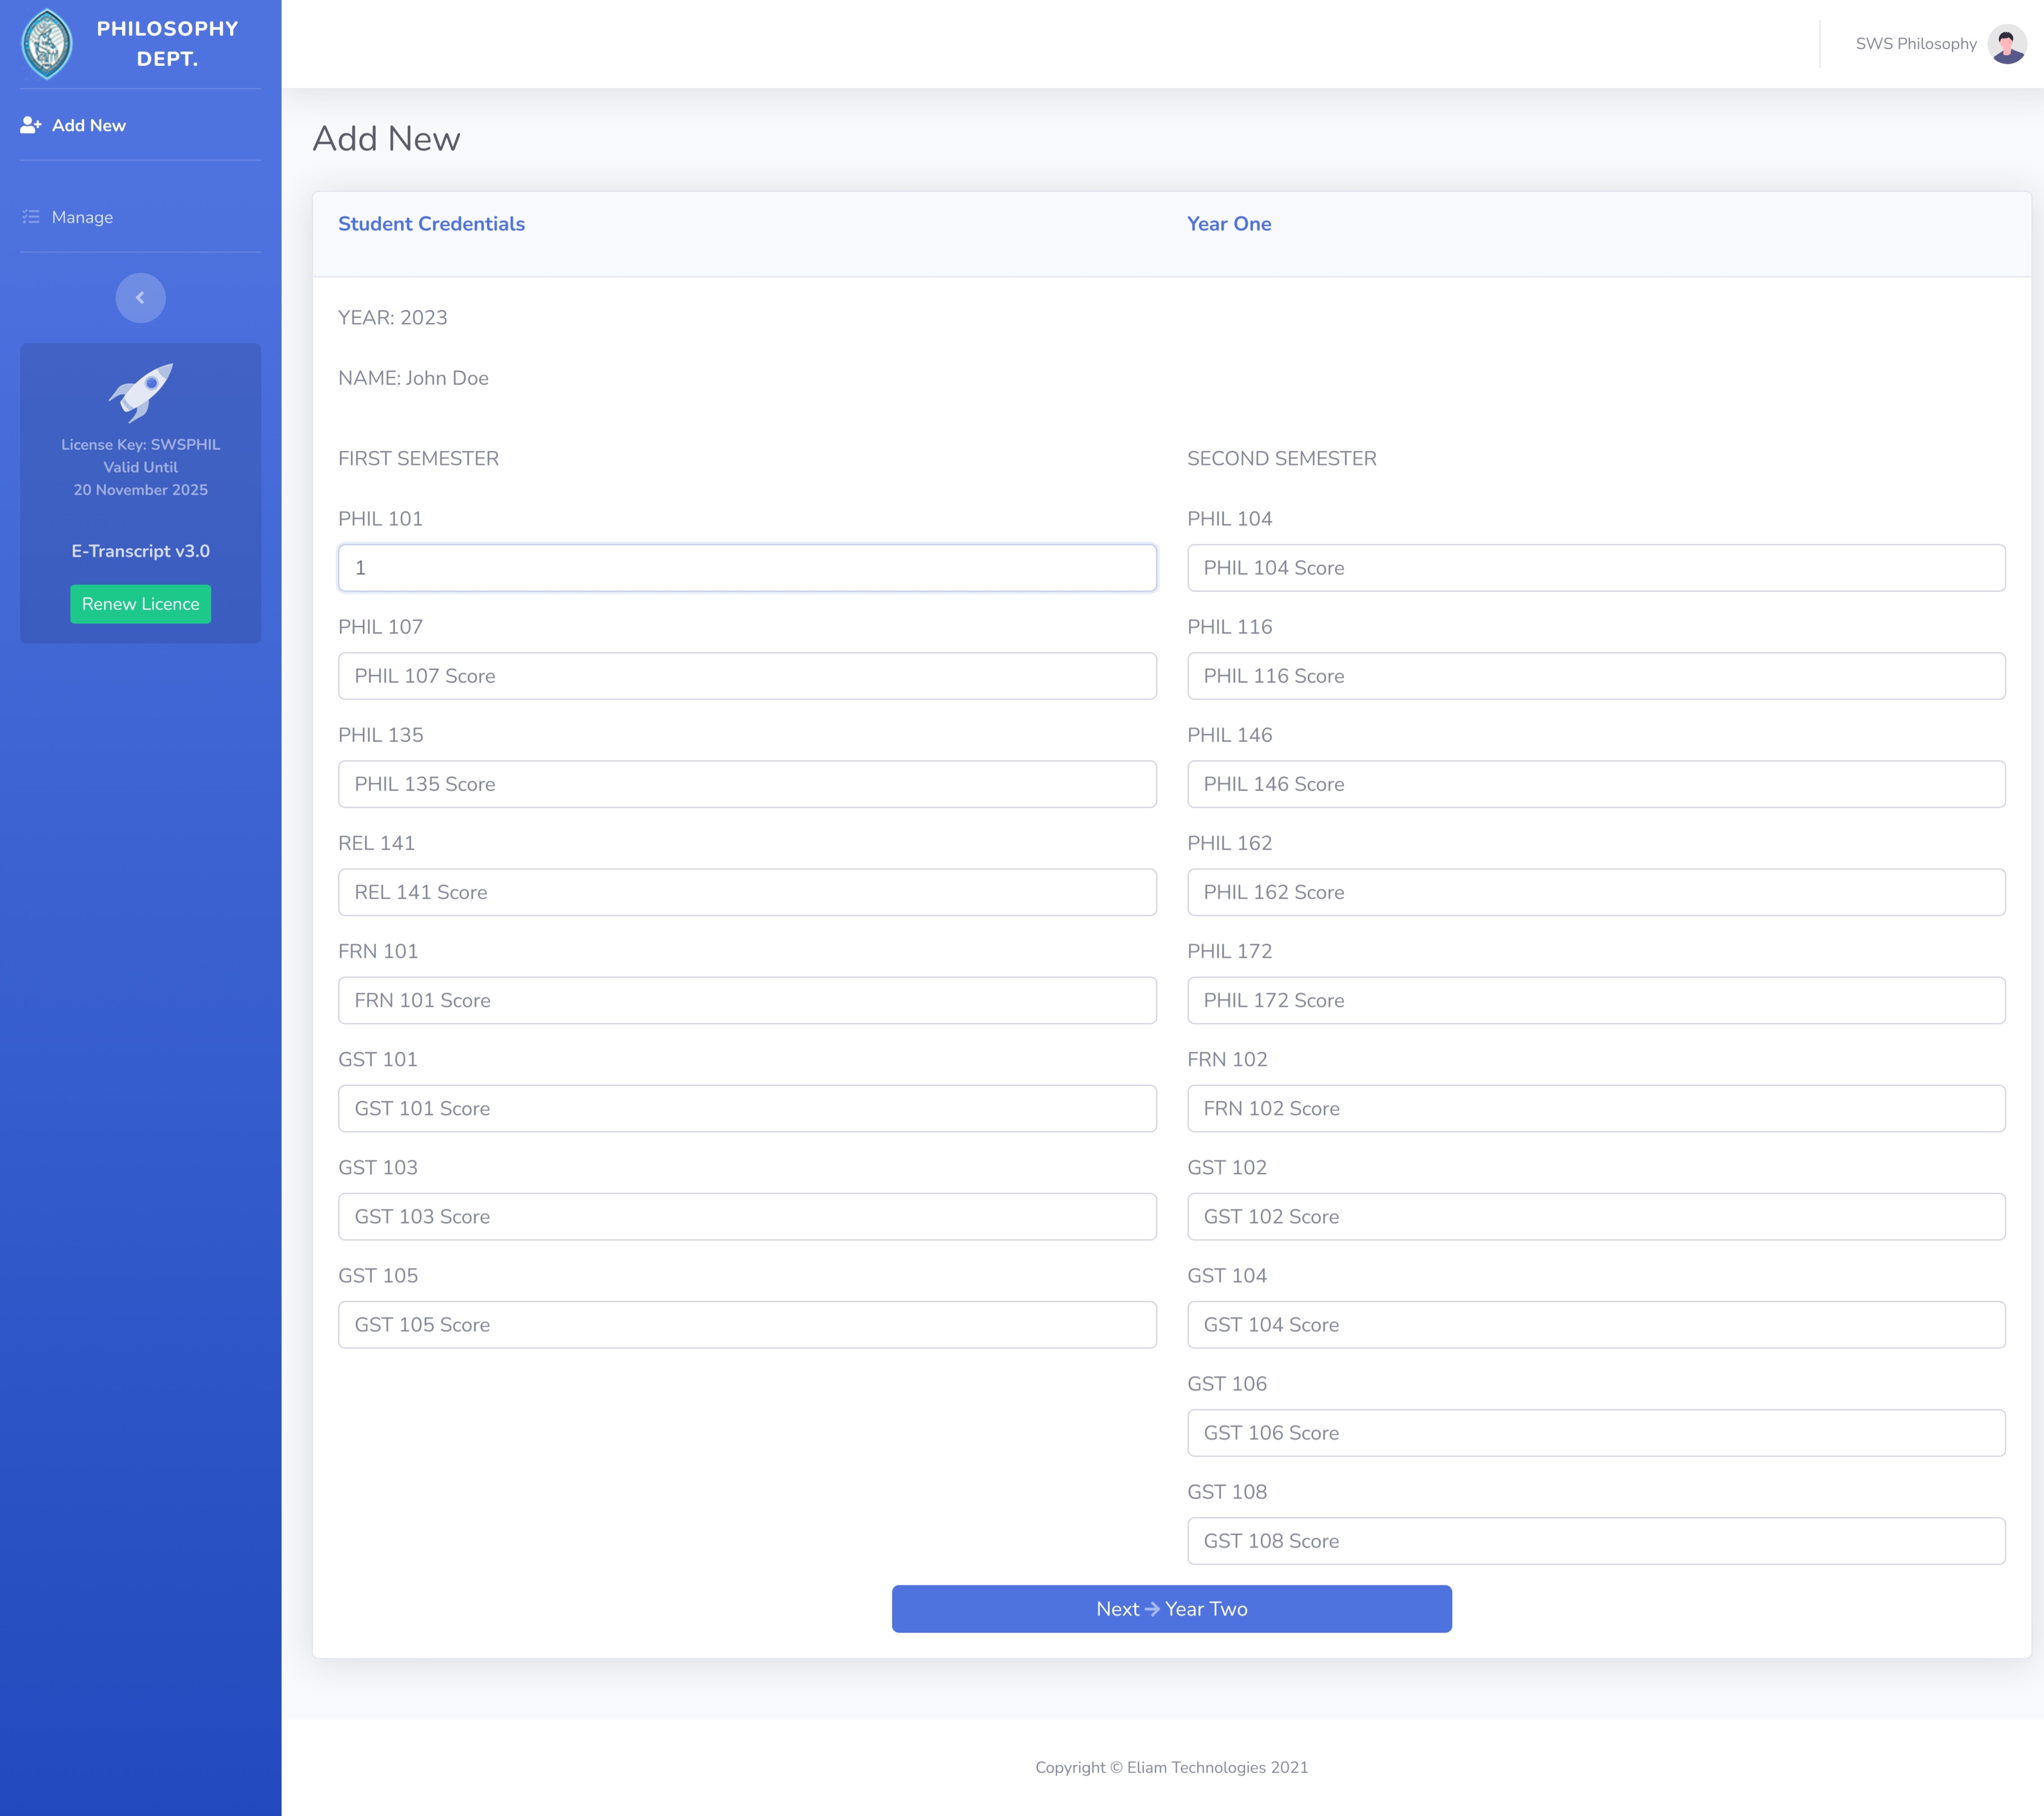 PHILOSOPHY
DEPT.
Add New
Manage
License Key: SWSPHIL
Valid Until
20 November 2025
E-Transcript v3.0
Renew Licence
SWS Philosophy
Add New
Student Credentials
Year One
YEAR: 2023
NAME: John Doe
FIRST SEMESTER
PHIL 101
1
PHIL 107
PHIL 107 Score
PHIL 135
PHIL 135 Score
REL 141
REL 141 Score
FRN 101
FRN 101 Score
GST 101
GST 101 Score
GST 103
GST 103 Score
GST 105
GST 105 Score
SECOND SEMESTER
PHIL 104
PHIL 104 Score
PHIL 116
PHIL 116 Score
PHIL 146
PHIL 146 Score
PHIL 162
PHIL 162 Score
PHIL 172
PHIL 172 Score
FRN 102
FRN 102 Score
GST 102
GST 102 Score
GST 104
GST 104 Score
GST 106
GST 106 Score
GST 108
GST 108 Score
Next → Year Two
Copyright © Eliam Technologies 2021